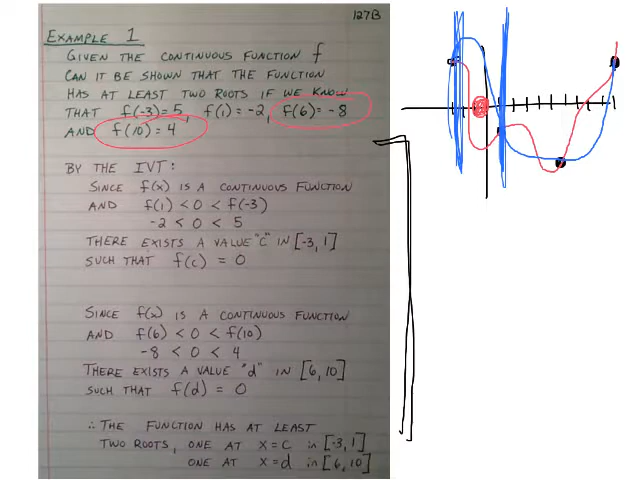 127B
EXAMPLE 1
GIVEN THE CONTINUOUS FUNCTION f
CAN IT BE SHOWN THAT THE FUNCTION
HAS AT LEAST TWO ROOTS IF WE KNOW
THAT f(-3)=5, f(1)=-2, f(6)=-8
AND f(10)=4
BY THE IVT:
SINCE f(x) IS A CONTINUOUS FUNCTION
AND f(1) < 0 < f(-3)
-2 < 0 < 5
THERE EXISTS A VALUE "C" IN [-3, 1]
SUCH THAT f(c) = 0
SINCE f(x) IS A CONTINUOUS FUNCTION
AND f(6) < 0 < f(10)
-8 < 0 < 4
THERE EXISTS A VALUE "d" IN [6, 10]
SUCH THAT f(d) = 0
∴ THE FUNCTION HAS AT LEAST
TWO ROOTS, ONE AT X = C in [-3, 1]
ONE AT X = d in [6, 10]